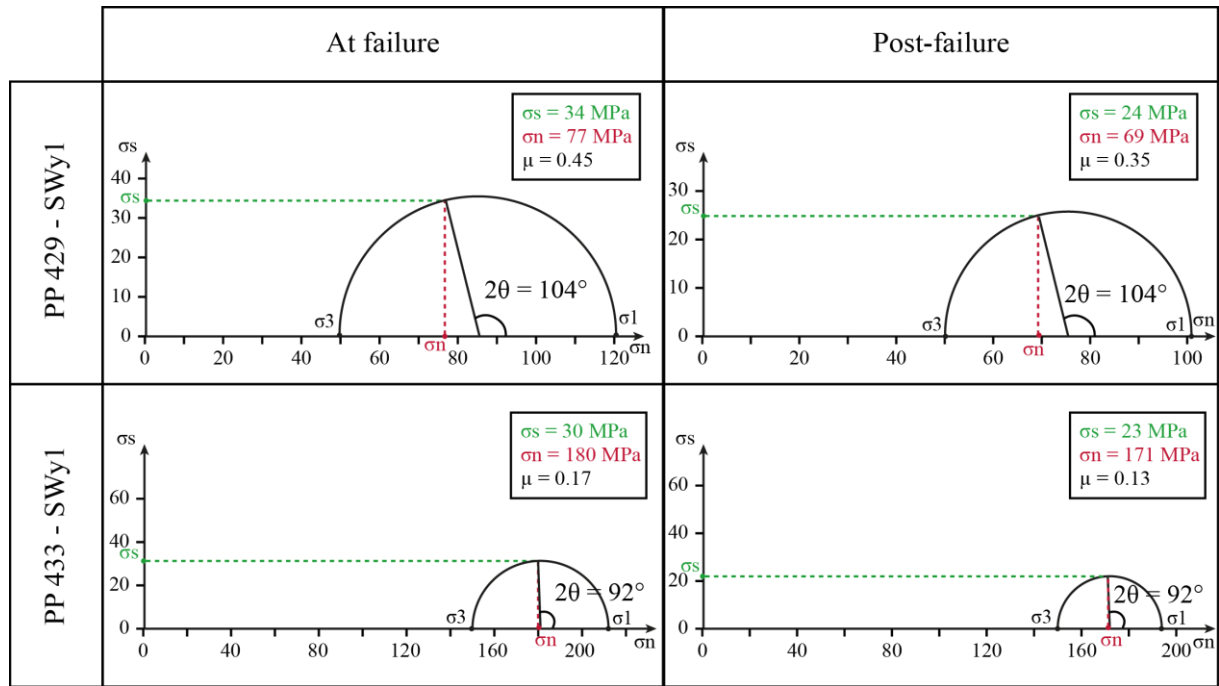 At failure
Post-failure
PP 429 - SWy1
σs = 34 MPa
σn = 77 MPa
μ = 0.45
σs
40
σs
30
20
10
0
2θ = 104°
σ3
σ1
0
20
40
60
σn
80
100
120
σn
σs = 24 MPa
σn = 69 MPa
μ = 0.35
σs
30
σs
20
10
0
2θ = 104°
σ3
σ1
0
20
40
60
σn
80
100
σn
PP 433 - SWy1
σs = 30 MPa
σn = 180 MPa
μ = 0.17
σs
60
40
σs
20
0
2θ = 92°
σ3
σ1
0
40
80
120
160
σn
200
σn
σs = 23 MPa
σn = 171 MPa
μ = 0.13
σs
60
40
σs
20
0
2θ = 92°
σ3
σ1
0
40
80
120
160
σn
200
σn